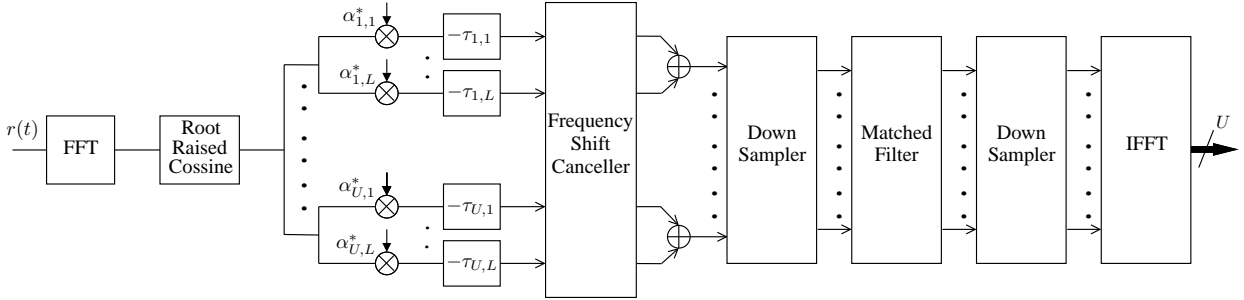 r(t)
FFT
Root
Raised
Cossine
α*1,1
−τ1,1
α*1,L
−τ1,L
α*U,1
−τU,1
α*U,L
−τU,L
Frequency
Shift
Canceller
Down
Sampler
Matched
Filter
Down
Sampler
IFFT
U